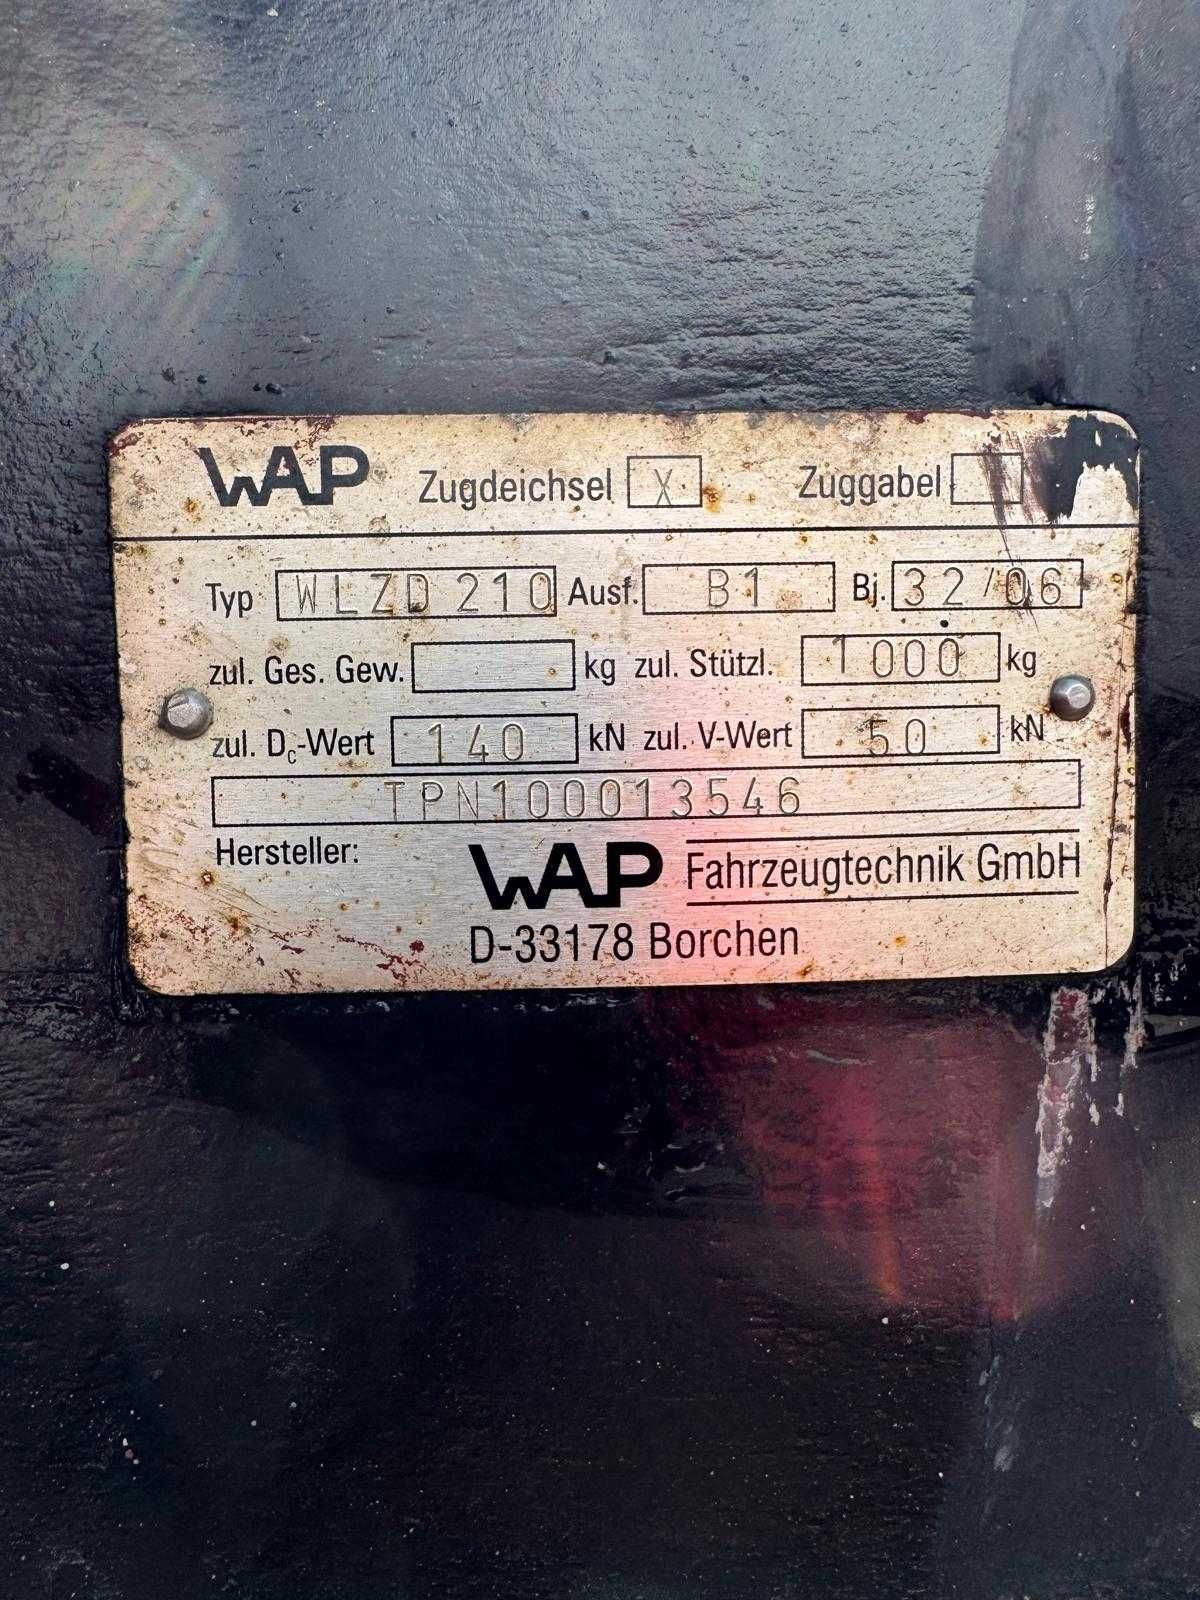 WAP Zugdeichsel X Zuggabel
Typ WLZD 210 Ausf. B1 Bj. 32/06
zul. Ges. Gew. kg zul. Stützl. 1000 kg
zul. Dc-Wert 140 kN zul. V-Wert 50 kN
TPN100013546
Hersteller: WAP Fahrzeugtechnik GmbH
D-33178 Borchen